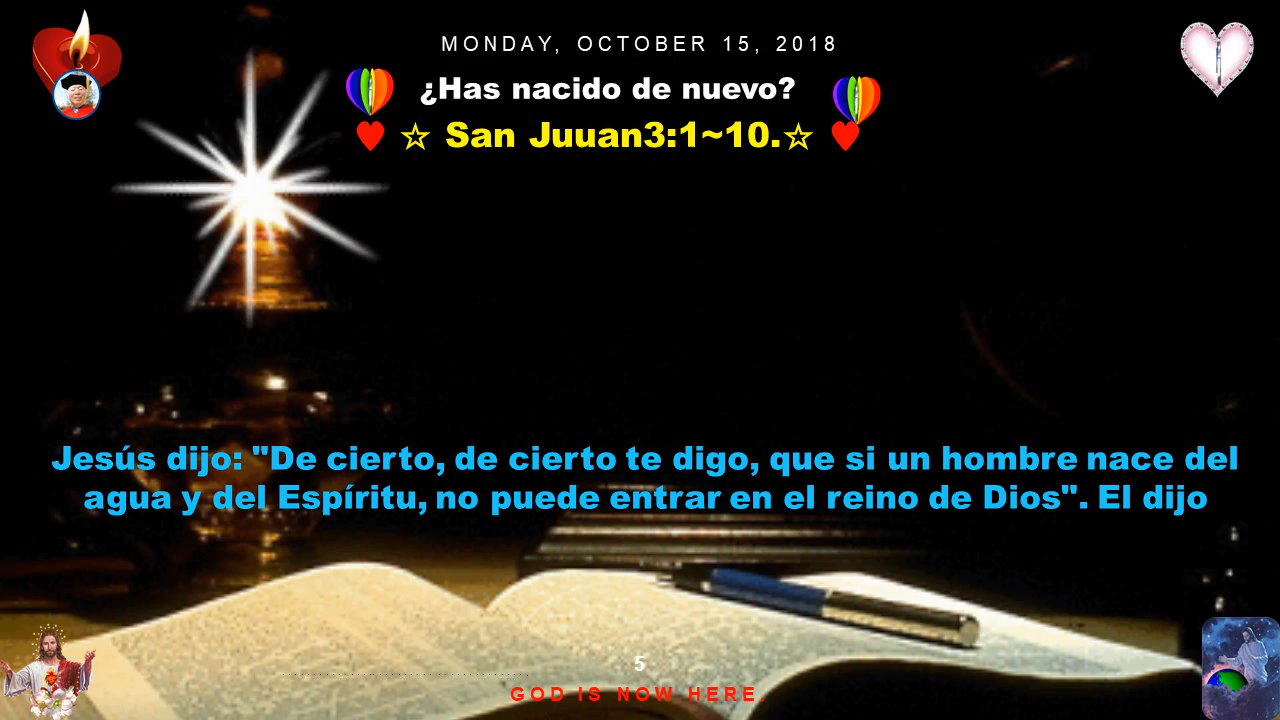 MONDAY, OCTOBER 15, 2018
¿Has nacido de nuevo?
♥ ☆ San Juuan3:1~10.☆ ♥
Jesús dijo: "De cierto, de cierto te digo, que si un hombre nace del
agua y del Espíritu, no puede entrar en el reino de Dios". El dijo
5
GOD IS NOW HERE.